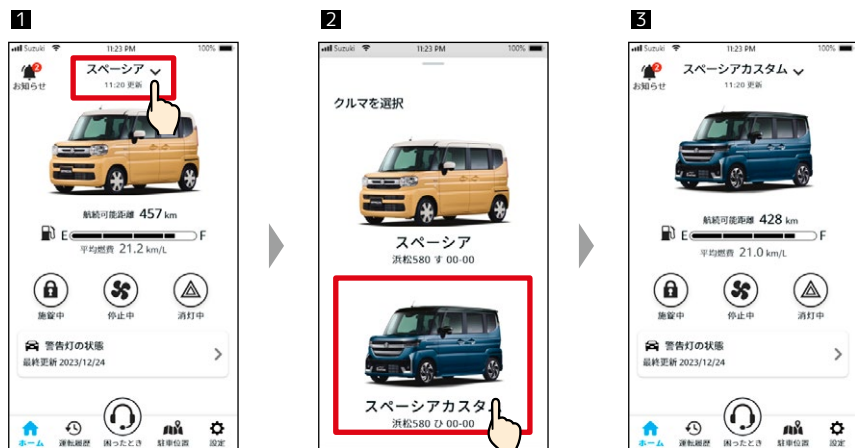 1
Suzuki 11:23 PM 100%
2
お知らせ
スペーシア
11:20 更新
航続可能距離 457 km
E F
平均燃費 21.2 km/L
施錠中 停止中 消灯中
警告灯の状態
最終更新 2023/12/24
ホーム 運転履歴 困ったとき 駐車位置 設定
2
Suzuki 11:23 PM 100%
クルマを選択
スペーシア
浜松580 す 00-00
スペーシアカスタ
浜松580 ひ 00-00
3
Suzuki 11:23 PM 100%
2
お知らせ
スペーシアカスタム
11:20 更新
航続可能距離 428 km
E F
平均燃費 21.0 km/L
施錠中 停止中 消灯中
警告灯の状態
最終更新 2023/12/24
ホーム 運転履歴 困ったとき 駐車位置 設定